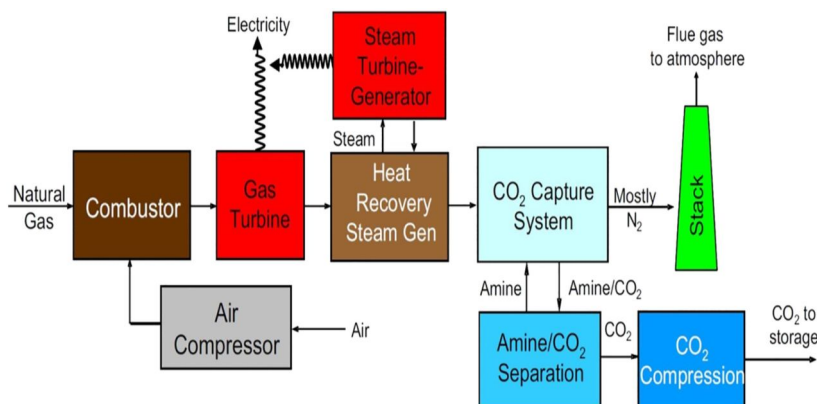 Electricity
Steam
Turbine-
Generator
Flue gas
to atmosphere
Steam
Natural
Gas
Combustor
Gas
Turbine
Heat
Recovery
Steam Gen
CO₂ Capture
System
Mostly
N₂
Stack
Air
Compressor
Air
Amine
Amine/CO₂
Amine/CO₂
Separation
CO₂
CO₂
Compression
CO₂ to
storage